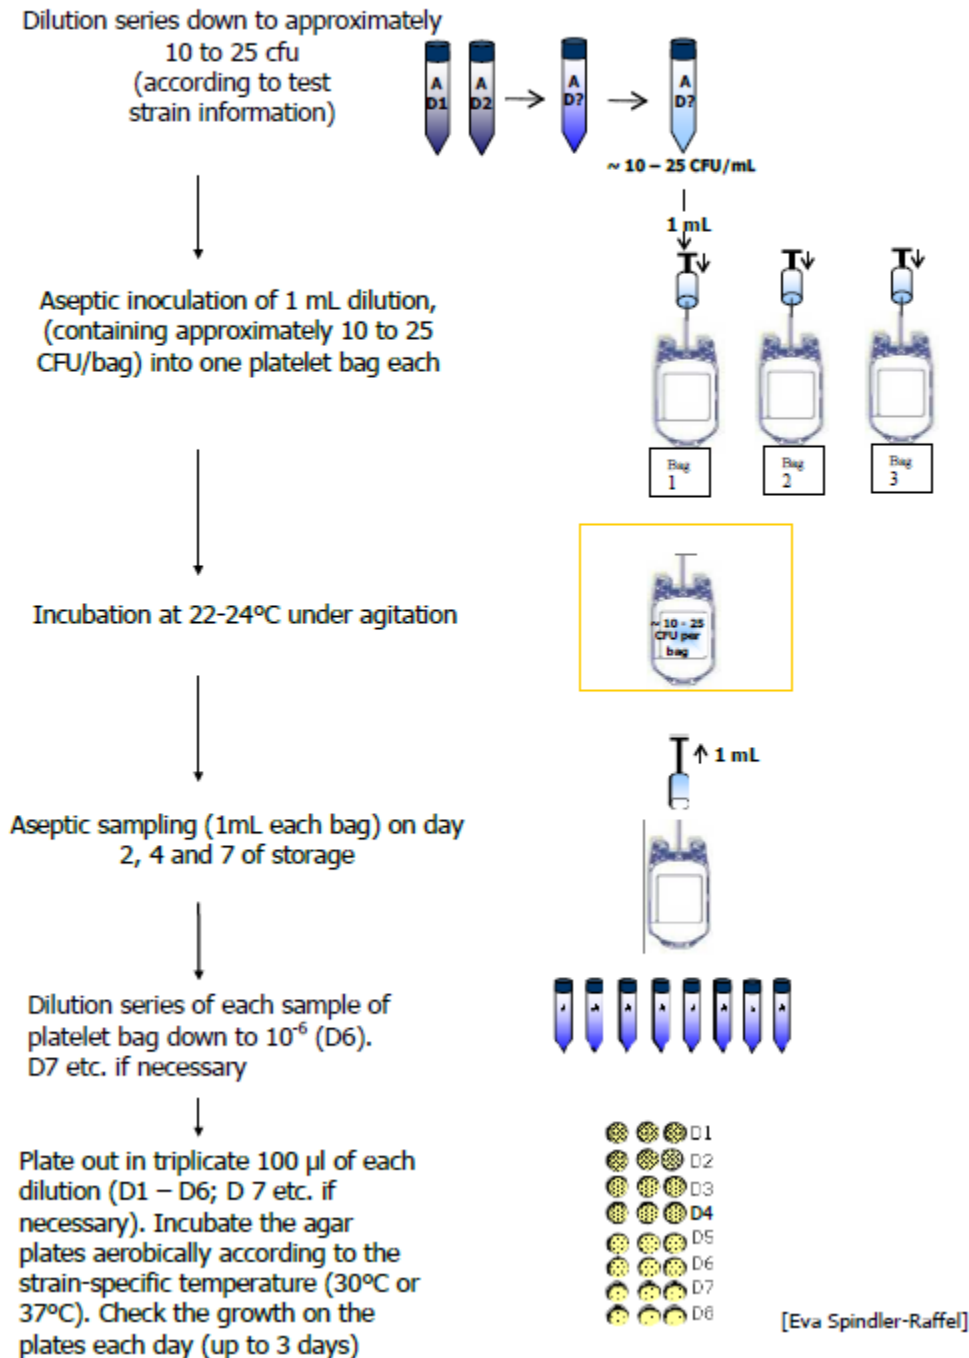 Dilution series down to approximately
10 to 25 cfu
(according to test
strain information)
A
D1
A
D2
A
D?
A
D?
~ 10 – 25 CFU/mL
1 mL
Aseptic inoculation of 1 mL dilution,
(containing approximately 10 to 25
CFU/bag) into one platelet bag each
Bag
1
Bag
2
Bag
3
Incubation at 22-24ºC under agitation
~ 10 - 25
CFU per
bag
1 mL
Aseptic sampling (1mL each bag) on day
2, 4 and 7 of storage
Dilution series of each sample of
platelet bag down to 10⁻⁶ (D6).
D7 etc. if necessary
Plate out in triplicate 100 µl of each
dilution (D1 – D6; D 7 etc. if
necessary). Incubate the agar
plates aerobically according to the
strain-specific temperature (30ºC or
37ºC). Check the growth on the
plates each day (up to 3 days)
D1
D2
D3
D4
D5
D6
D7
D8
[Eva Spindler-Raffel]